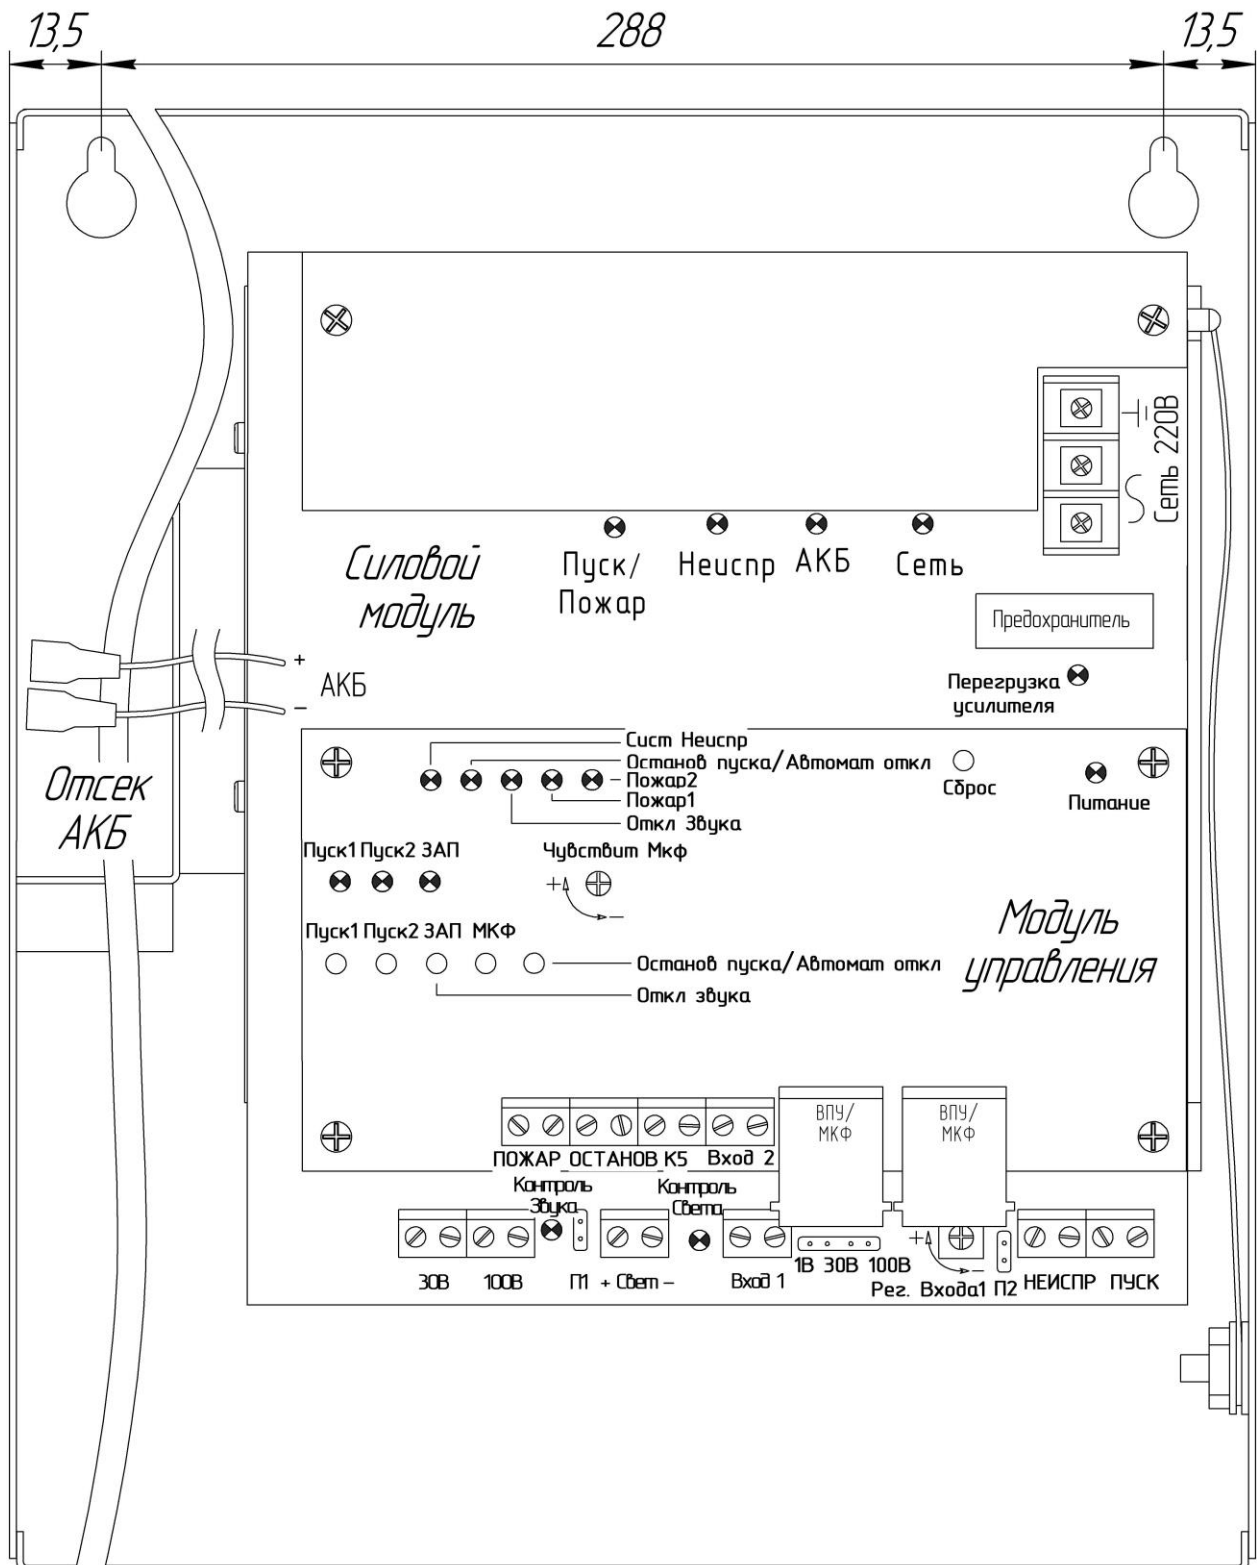 13,5
288
13,5
Сеть 220В
Силовой
модуль
Пуск/
Пожар
Неиспр
АКБ
Сеть
Предохранитель
Перегрузка
усилителя
+
АКБ
−
Отсек
АКБ
Сист Неиспр
Останов пуска/Автомат откл
Пожар2
Пожар1
Откл Звука
Сброс
Питание
Пуск1 Пуск2 ЗАП
Чувствит Мкф
+
−
Пуск1 Пуск2 ЗАП МКФ
Останов пуска/Автомат откл
Откл звука
Модуль
управления
ВПУ/
МКФ
ВПУ/
МКФ
ПОЖАР ОСТАНОВ К5 Вход 2
Контроль
Звука
Контроль
Света
+
−
30В 100В П1 + Свет − Вход 1
1В 30В 100В
Рег. Входа1 П2 НЕИСПР ПУСК